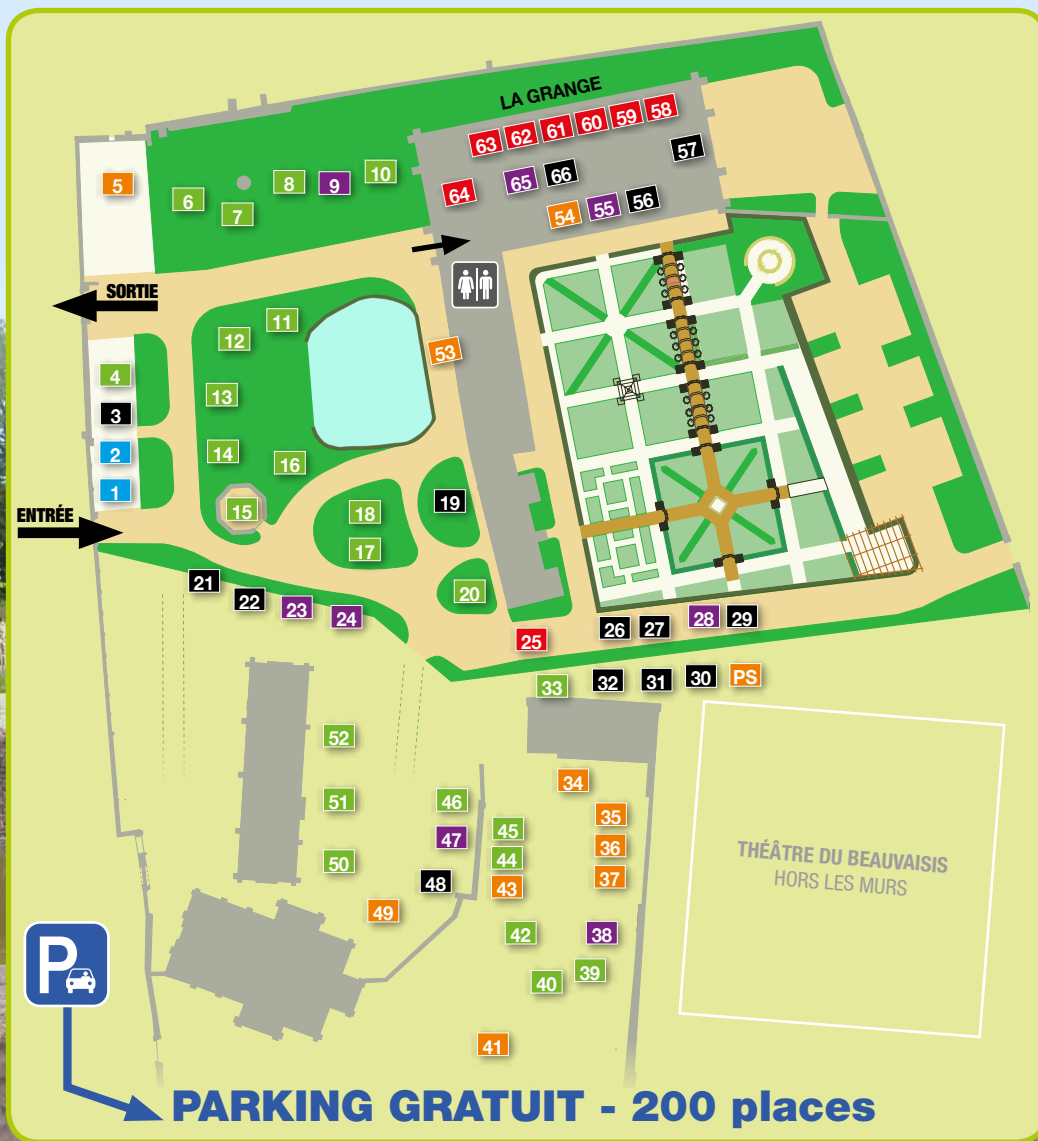 LA GRANGE
63 62 61 60 59 58
57
64 65 66
54 55 56
5 6 7 8 9 10
SORTIE
11
12
13
14
16
15
53
4
3
2
1
ENTRÉE
18
17
19
20
21 22 23 24
25
26 27 28 29
33 32 31 30 PS
52
51
50
46
47
48
49
45
44
43
42
34
35
36
37
38
39
40
41
THÉÂTRE DU BEAUVAISIS
HORS LES MURS
P
PARKING GRATUIT - 200 places